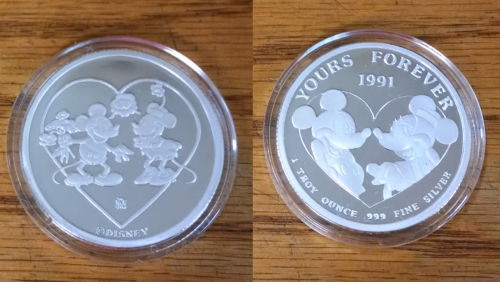 ©DISNEY
YOURS FOREVER
1991
1 TROY OUNCE .999 FINE SILVER